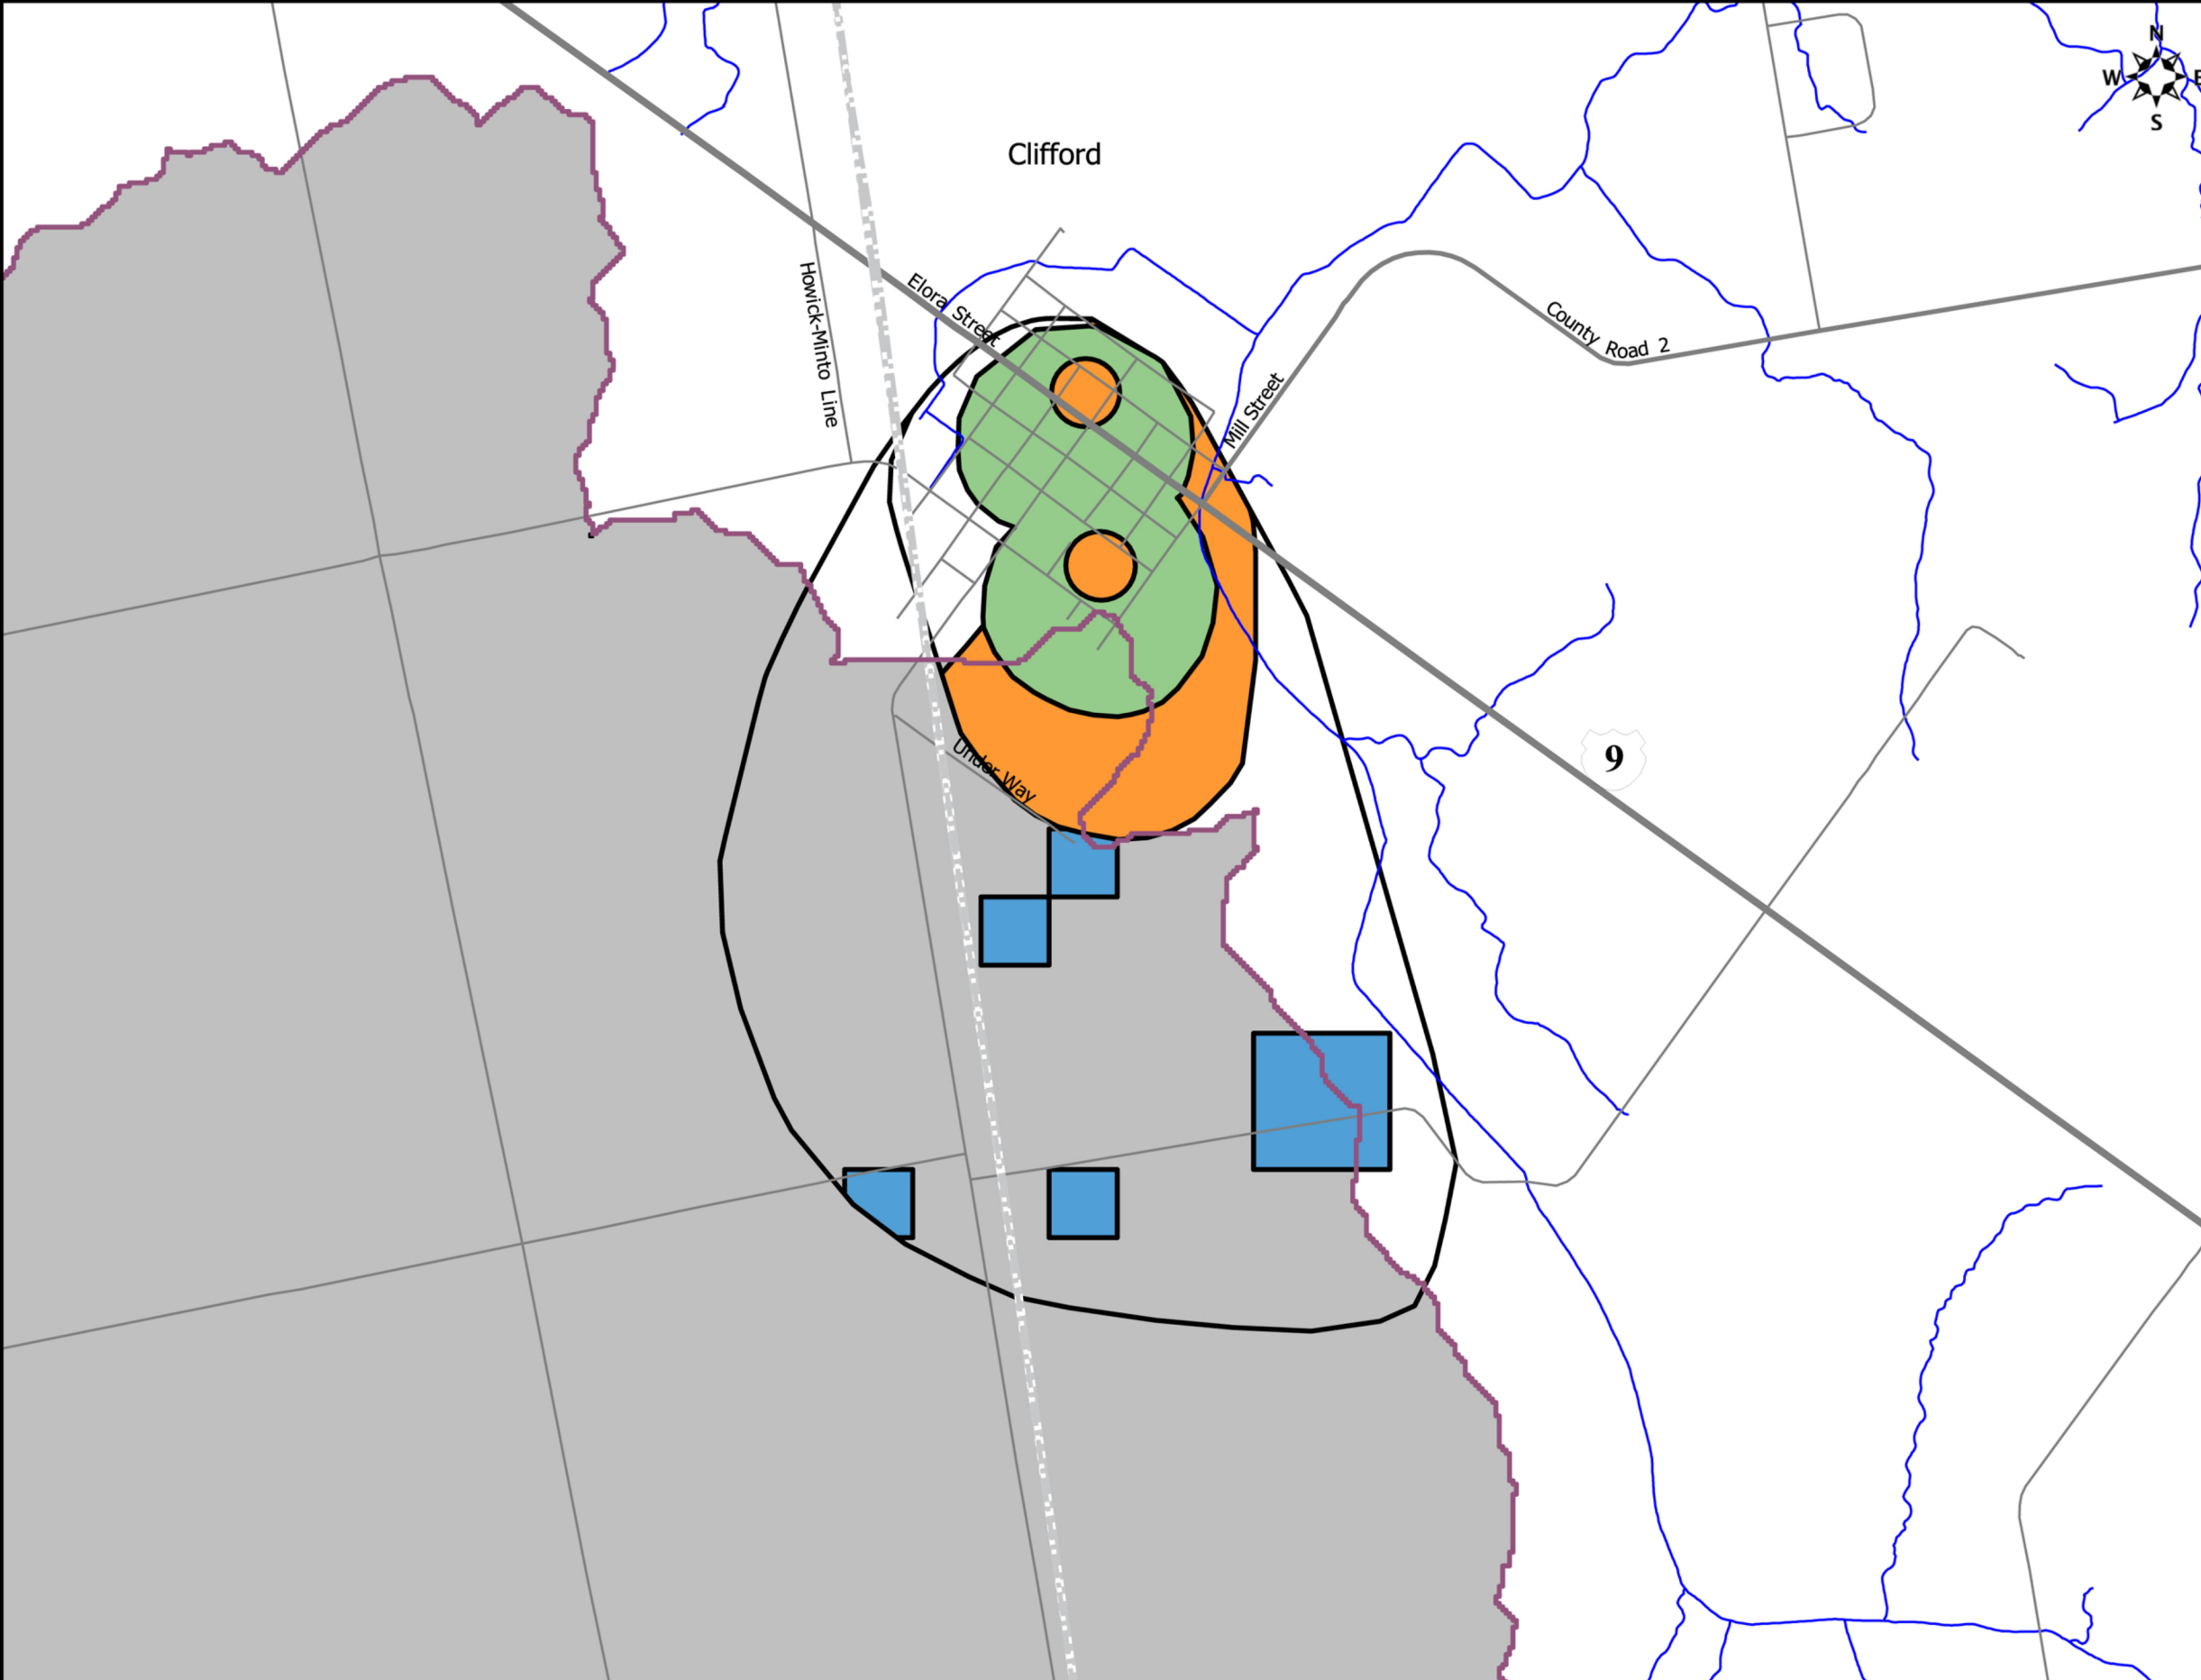 N
W E
S
Clifford
Howick-Minto Line
Elora Street
County Road 2
Mill Street
Under Way
9